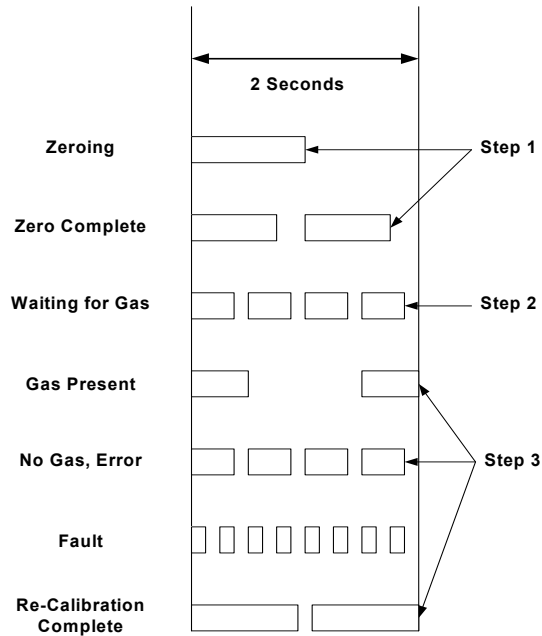 2 Seconds
Zeroing
Step 1
Zero Complete
Waiting for Gas
Step 2
Gas Present
No Gas, Error
Step 3
Fault
Re-Calibration
Complete